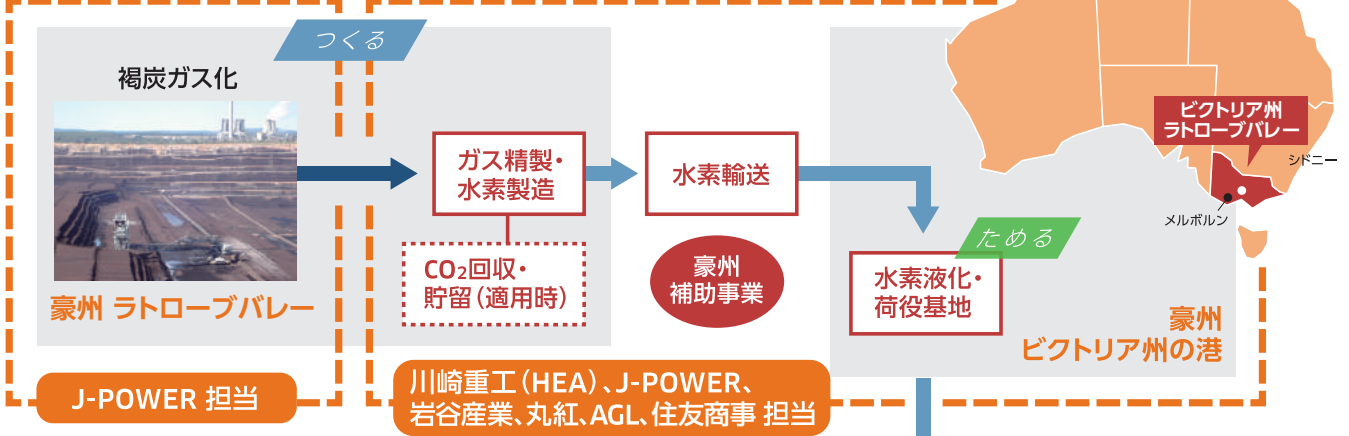 つくる
褐炭ガス化
豪州 ラトローブバレー
J-POWER 担当
ガス精製・
水素製造
CO₂回収・
貯留（適用時）
水素輸送
豪州
補助事業
川崎重工（HEA）、J-POWER、
岩谷産業、丸紅、AGL、住友商事 担当
ためる
水素液化・
荷役基地
豪州
ビクトリア州の港
ビクトリア州
ラトローブバレー
シドニー
メルボルン